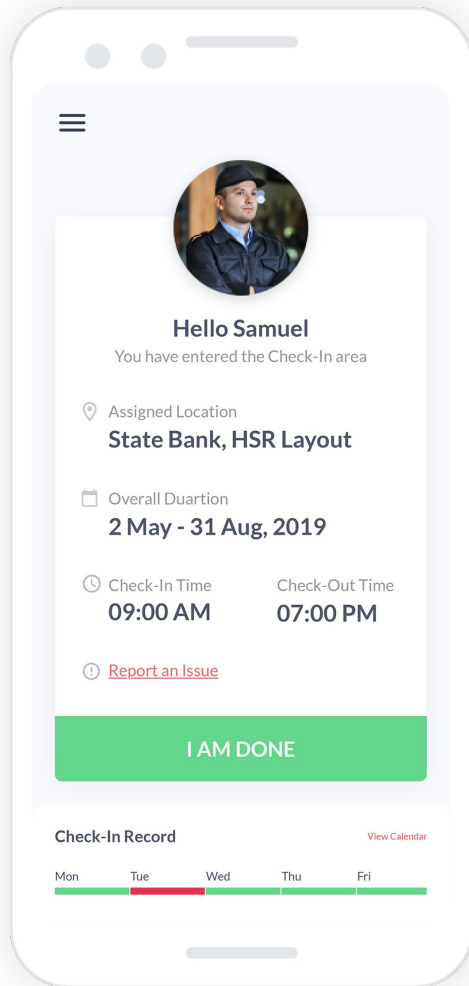 Hello Samuel
You have entered the Check-In area
Assigned Location
State Bank, HSR Layout
Overall Duartion
2 May - 31 Aug, 2019
Check-In Time
Check-Out Time
09:00 AM
07:00 PM
Report an Issue
I AM DONE
Check-In Record
View Calendar
Mon Tue Wed Thu Fri